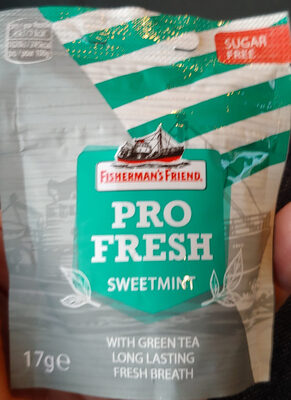 SUGAR
FREE
FISHERMAN'S FRIEND
PRO
FRESH
SWEETMINT
WITH GREEN TEA
LONG LASTING
FRESH BREATH
17g℮